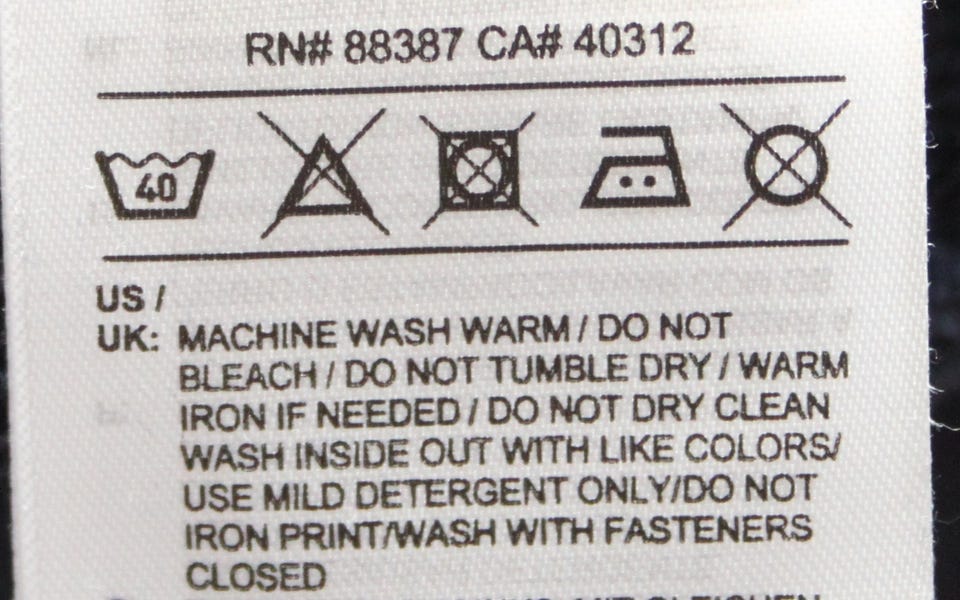 RN# 88387 CA# 40312
40
US /
UK: MACHINE WASH WARM / DO NOT
BLEACH / DO NOT TUMBLE DRY / WARM
IRON IF NEEDED / DO NOT DRY CLEAN
WASH INSIDE OUT WITH LIKE COLORS/
USE MILD DETERGENT ONLY/DO NOT
IRON PRINT/WASH WITH FASTENERS
CLOSED